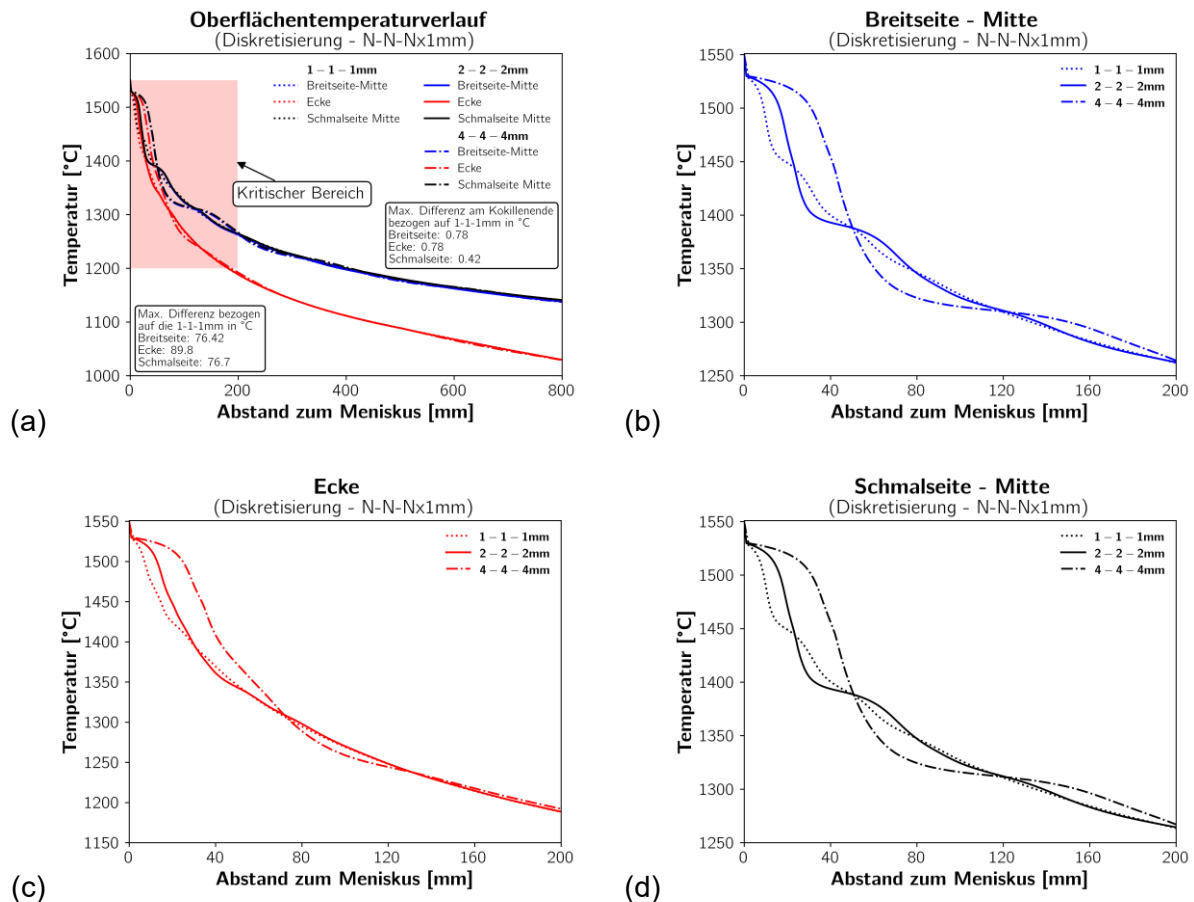 Oberflächentemperaturverlauf
(Diskretisierung - N-N-Nx1mm)
1600
1500
1400
1300
1200
1100
1000
Temperatur [°C]
1 – 1 – 1mm
Breitseite-Mitte
Ecke
Schmalseite Mitte
2 – 2 – 2mm
Breitseite-Mitte
Ecke
Schmalseite Mitte
4 – 4 – 4mm
Breitseite-Mitte
Ecke
Schmalseite Mitte
Kritischer Bereich
Max. Differenz am Kokillenende
bezogen auf 1-1-1mm in °C
Breitseite: 0.78
Ecke: 0.78
Schmalseite: 0.42
Max. Differenz bezogen
auf die 1-1-1mm in °C
Breitseite: 76.42
Ecke: 89.8
Schmalseite: 76.7
0 200 400 600 800
Abstand zum Meniskus [mm]
(a)
Breitseite - Mitte
(Diskretisierung - N-N-Nx1mm)
1550
1500
1450
1400
1350
1300
1250
Temperatur [°C]
1 – 1 – 1mm
2 – 2 – 2mm
4 – 4 – 4mm
0 40 80 120 160 200
Abstand zum Meniskus [mm]
(b)
Ecke
(Diskretisierung - N-N-Nx1mm)
1550
1500
1450
1400
1350
1300
1250
1200
1150
Temperatur [°C]
1 – 1 – 1mm
2 – 2 – 2mm
4 – 4 – 4mm
0 40 80 120 160 200
Abstand zum Meniskus [mm]
(c)
Schmalseite - Mitte
(Diskretisierung - N-N-Nx1mm)
1550
1500
1450
1400
1350
1300
1250
Temperatur [°C]
1 – 1 – 1mm
2 – 2 – 2mm
4 – 4 – 4mm
0 40 80 120 160 200
Abstand zum Meniskus [mm]
(d)